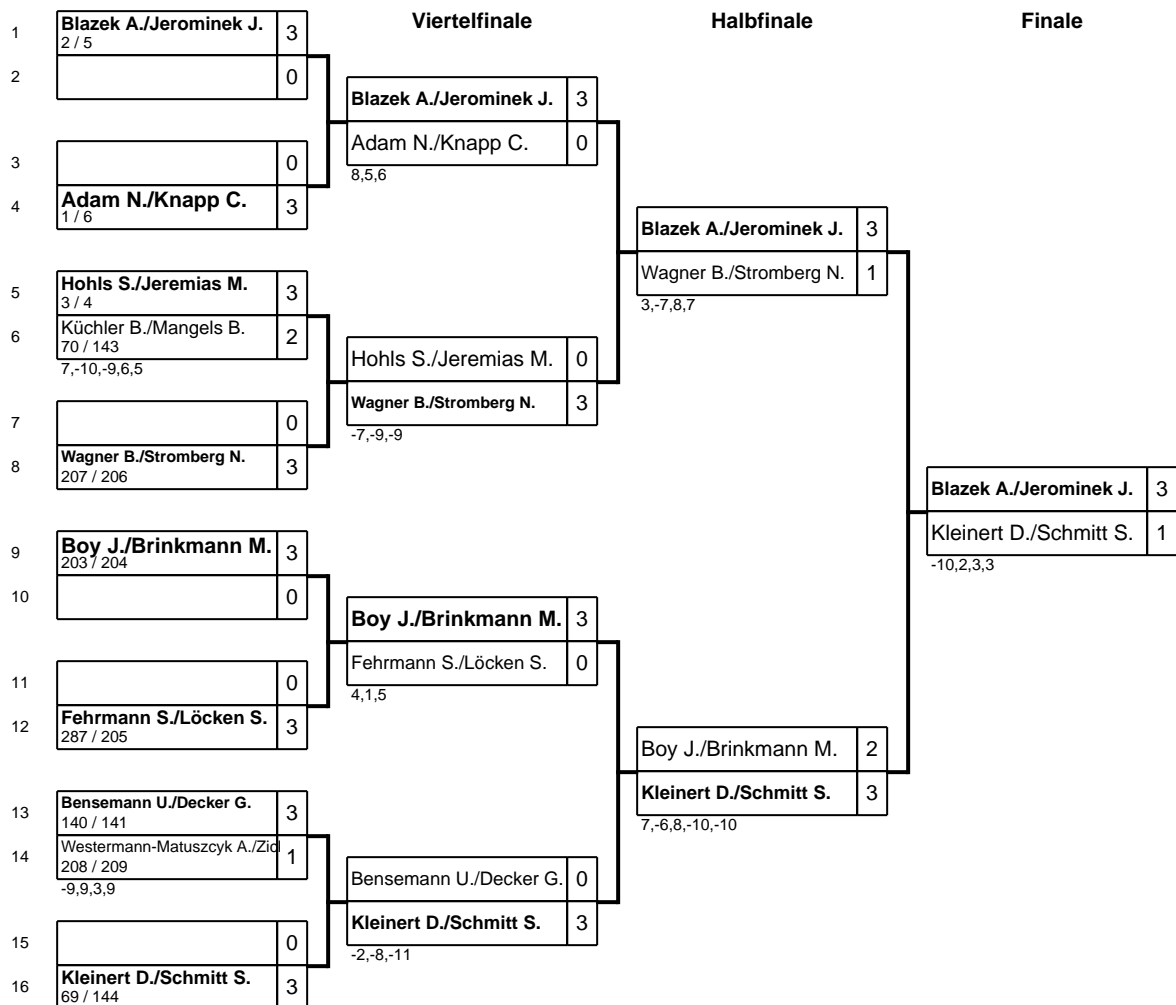 Viertelfinale
Halbfinale
Finale
1
Blazek A./Jerominek J.
3
2 / 5
2
0
3
0
4
Adam N./Knapp C.
3
1 / 6
5
Hohls S./Jeremias M.
3
3 / 4
6
Küchler B./Mangels B.
2
70 / 143
7,-10,-9,6,5
7
0
8
Wagner B./Stromberg N.
3
207 / 206
9
Boy J./Brinkmann M.
3
203 / 204
10
0
11
0
12
Fehrmann S./Löcken S.
3
287 / 205
13
Bensemann U./Decker G.
3
140 / 141
14
Westermann-Matuszcyk A./Zid
1
208 / 209
-9,9,3,9
15
0
16
Kleinert D./Schmitt S.
3
69 / 144
Blazek A./Jerominek J.
3
Adam N./Knapp C.
0
8,5,6
Hohls S./Jeremias M.
0
Wagner B./Stromberg N.
3
-7,-9,-9
Boy J./Brinkmann M.
3
Fehrmann S./Löcken S.
0
4,1,5
Bensemann U./Decker G.
0
Kleinert D./Schmitt S.
3
-2,-8,-11
Blazek A./Jerominek J.
3
Wagner B./Stromberg N.
1
3,-7,8,7
Boy J./Brinkmann M.
2
Kleinert D./Schmitt S.
3
7,-6,8,-10,-10
Blazek A./Jerominek J.
3
Kleinert D./Schmitt S.
1
-10,2,3,3